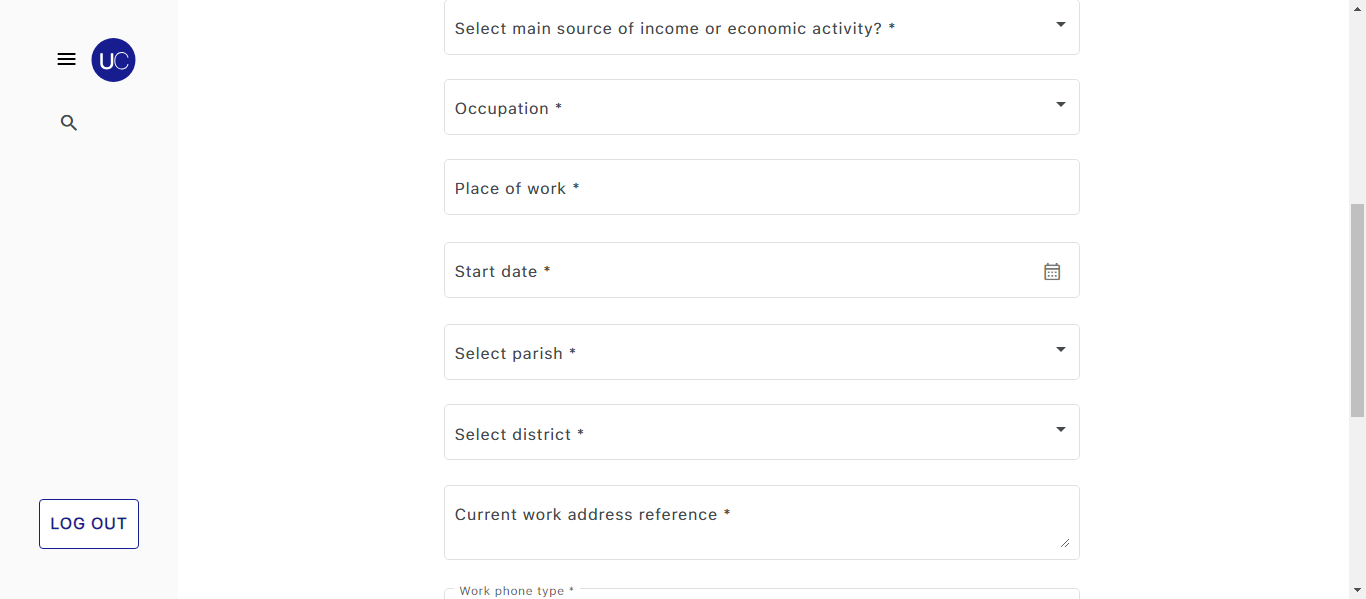 UC
Select main source of income or economic activity? *
Occupation *
Place of work *
Start date *
Select parish *
Select district *
Current work address reference *
Work phone type *
LOG OUT